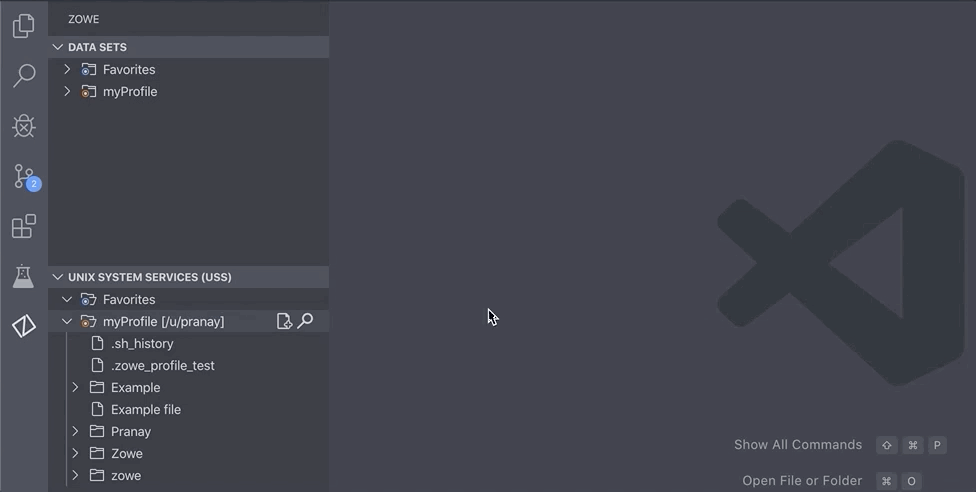 ZOWE
DATA SETS
Favorites
myProfile
2
UNIX SYSTEM SERVICES (USS)
Favorites
myProfile [/u/pranay]
.sh_history
.zowe_profile_test
Example
Example file
Pranay
Zowe
zowe
Show All Commands ⇧ ⌘ P
Open File or Folder ⌘ O